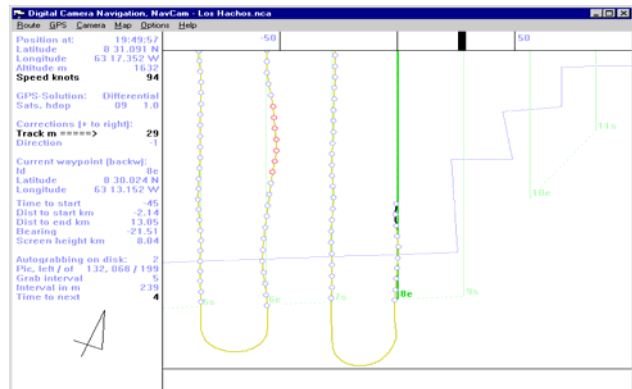 Digital Camera Navigation, NavCam - Los Hachos.nca
Route GPS Camera Map Options Help
Position at: 19:49:57
Latitude 8 31.091 N
Longitude 63 17.352 W
Altitude m 1632
Speed knots 94
GPS-Solution: Differential
Sats. hdop 09 1.0
Corrections (+ to right):
Track m =====> 29
Direction -1
Current waypoint (backw):
Id 8e
Latitude 8 30.024 N
Longitude 63 13.152 W
Time to start -45
Dist to start km -2.14
Dist to end km 13.05
Bearing -21.51
Screen height km 8.04
Autograbbing on disk: 2
Pic, left / of 132, 068 / 199
Grab interval 5
Interval in m 239
Time to next 4
-50
50
11s
10e
6e
7s
8e
9s